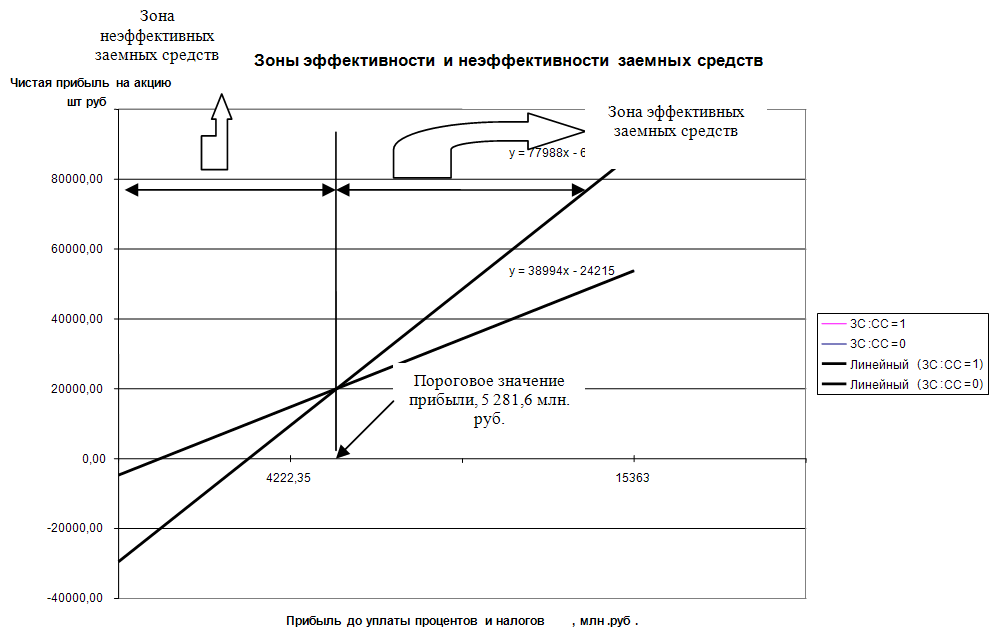 Зона
неэффективных
заемных средств
Зоны эффективности и неэффективности заемных средств
Чистая прибыль на акцию
шт руб
Зона эффективных
заемных средств
y = 77988x - 6
80000,00
60000,00
y = 38994x - 24215
40000,00
ЗС:СС=1
ЗС:СС=0
Линейный (ЗС:СС=1)
Линейный (ЗС:СС=0)
20000,00
Пороговое значение
прибыли, 5 281,6 млн.
руб.
0,00
4222,35
15363
-20000,00
-40000,00
Прибыль до уплаты процентов и налогов , млн.руб.